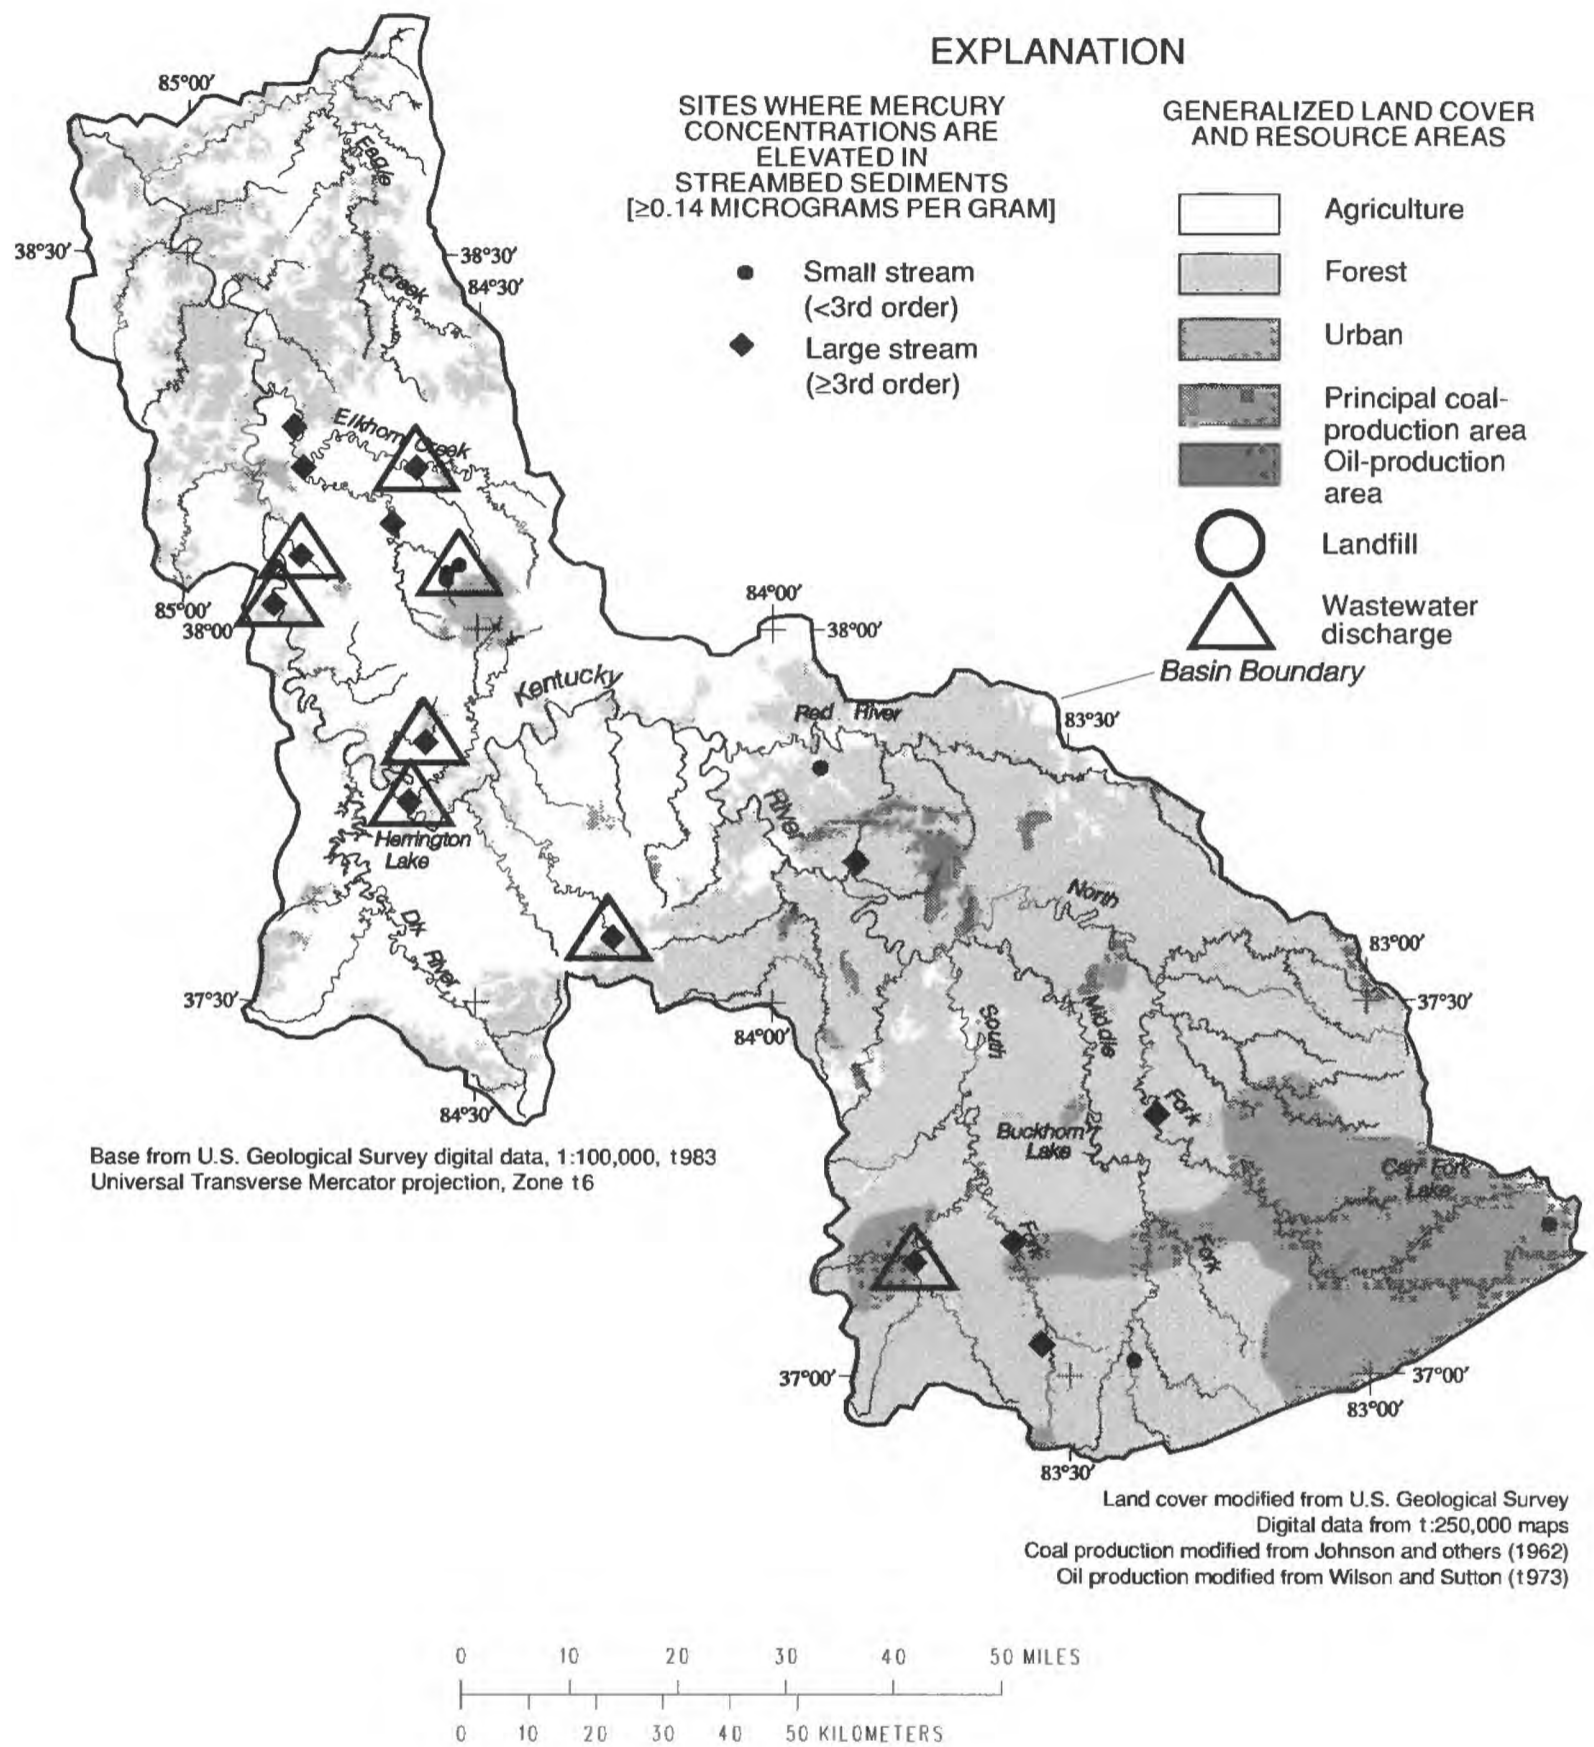 EXPLANATION
SITES WHERE MERCURY
CONCENTRATIONS ARE
ELEVATED IN
STREAMBED SEDIMENTS
[≥0.14 MICROGRAMS PER GRAM]
Small stream
(<3rd order)
Large stream
(≥3rd order)
GENERALIZED LAND COVER
AND RESOURCE AREAS
Agriculture
Forest
Urban
Principal coal-
production area
Oil-production
area
Landfill
Wastewater
discharge
Basin Boundary
85°00′
Eagle
38°30′
38°30′
Creek
84°30′
Elkhorn Creek
85°00′
38°00′
84°00′
38°00′
Kentucky
Red River
83°30′
River
Herrington
Lake
North
Dix
River
83°00′
37°30′
37°30′
84°00′
South
Middle
84°30′
Fork
Buckhorn
Lake
Carr Fork
Lake
Fork
Fork
37°00′
37°00′
83°00′
83°30′
Base from U.S. Geological Survey digital data, 1:100,000, t983
Universal Transverse Mercator projection, Zone t6
Land cover modified from U.S. Geological Survey
Digital data from t:250,000 maps
Coal production modified from Johnson and others (1962)
Oil production modified from Wilson and Sutton (t973)
0 10 20 30 40 50 MILES
0 10 20 30 40 50 KILOMETERS